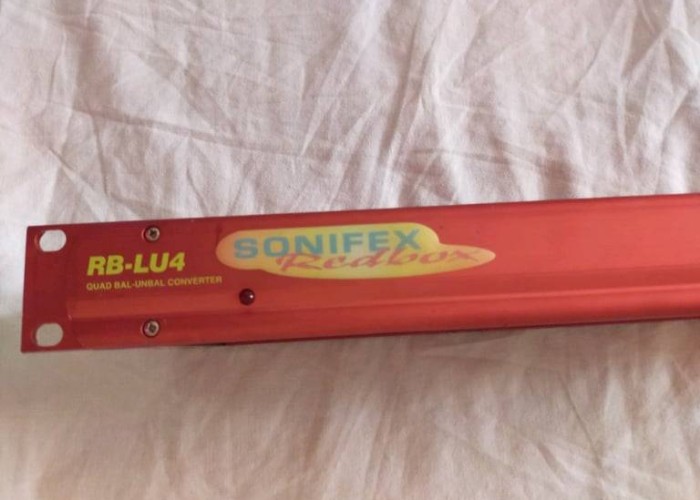 RB-LU4
QUAD BAL-UNBAL CONVERTER
SONIFEX
Redbox